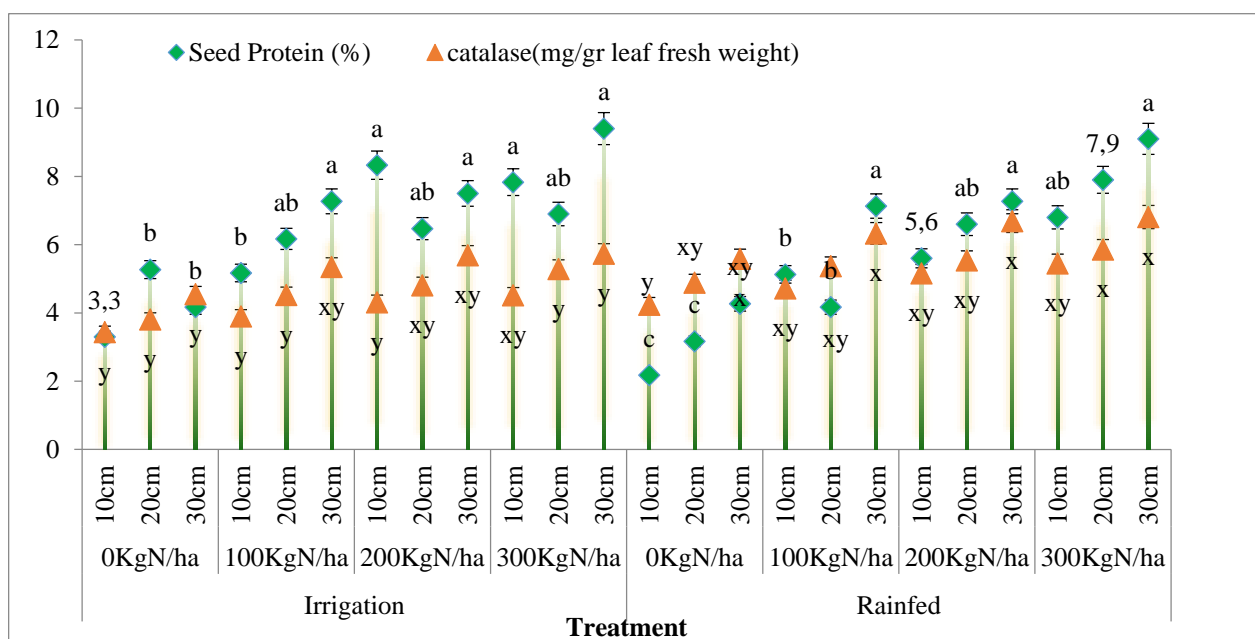 12
10
8
6
4
2
0
Seed Protein (%)
catalase(mg/gr leaf fresh weight)
3,3
y
b
y
b
y
b
y
ab
y
a
xy
a
y
ab
xy
a
xy
a
xy
ab
y
a
y
y
c
xy
c
xy
x
b
xy
b
xy
a
x
5,6
xy
ab
xy
a
x
ab
xy
7,9
x
a
x
10cm 20cm 30cm 10cm 20cm 30cm 10cm 20cm 30cm 10cm 20cm 30cm 10cm 20cm 30cm 10cm 20cm 30cm 10cm 20cm 30cm 10cm 20cm 30cm
0KgN/ha 100KgN/ha 200KgN/ha 300KgN/ha 0KgN/ha 100KgN/ha 200KgN/ha 300KgN/ha
Irrigation Rainfed
Treatment